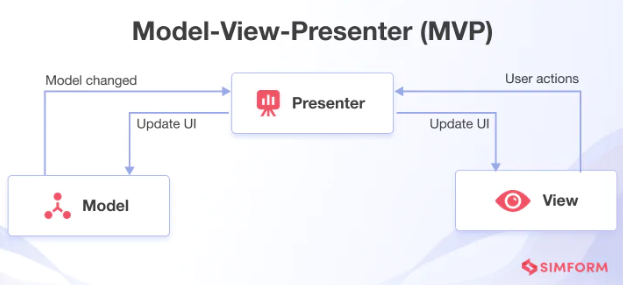 Model-View-Presenter (MVP)
Model changed
User actions
Presenter
Update UI
Update UI
Model
View
SIMFORM